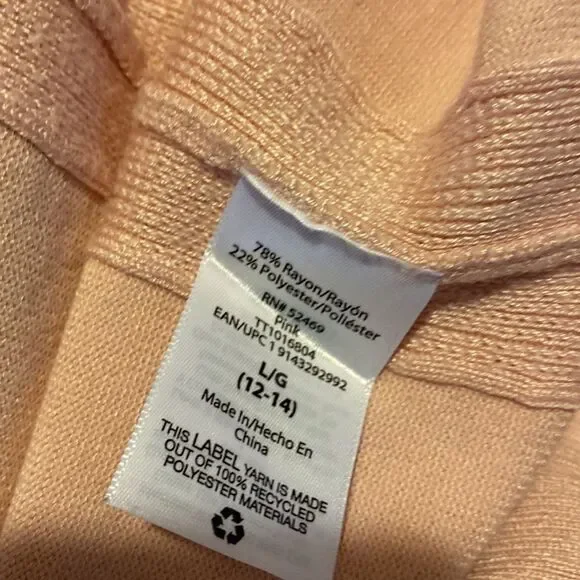 78% Rayon/Rayón
22% Polyester/Poliéster
RN# 52469
Pink
TT1016804
EAN/UPC 1 9143292992
L/G
(12-14)
Made In/Hecho En
China
THIS LABEL YARN IS MADE
OUT OF 100% RECYCLED
POLYESTER MATERIALS